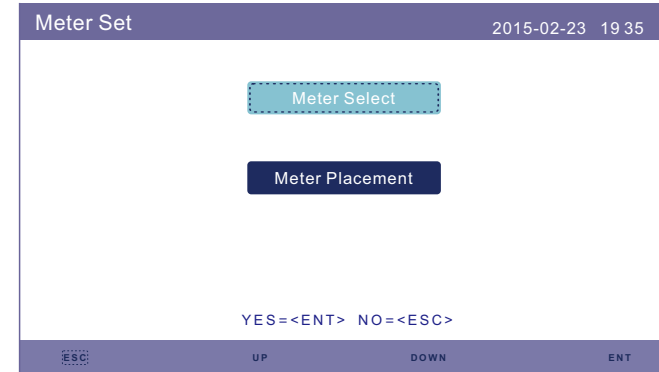 Meter Set 2015-02-23 19 35
Meter Select
Meter Placement
YES=<ENT> NO=<ESC>
ESC UP DOWN ENT